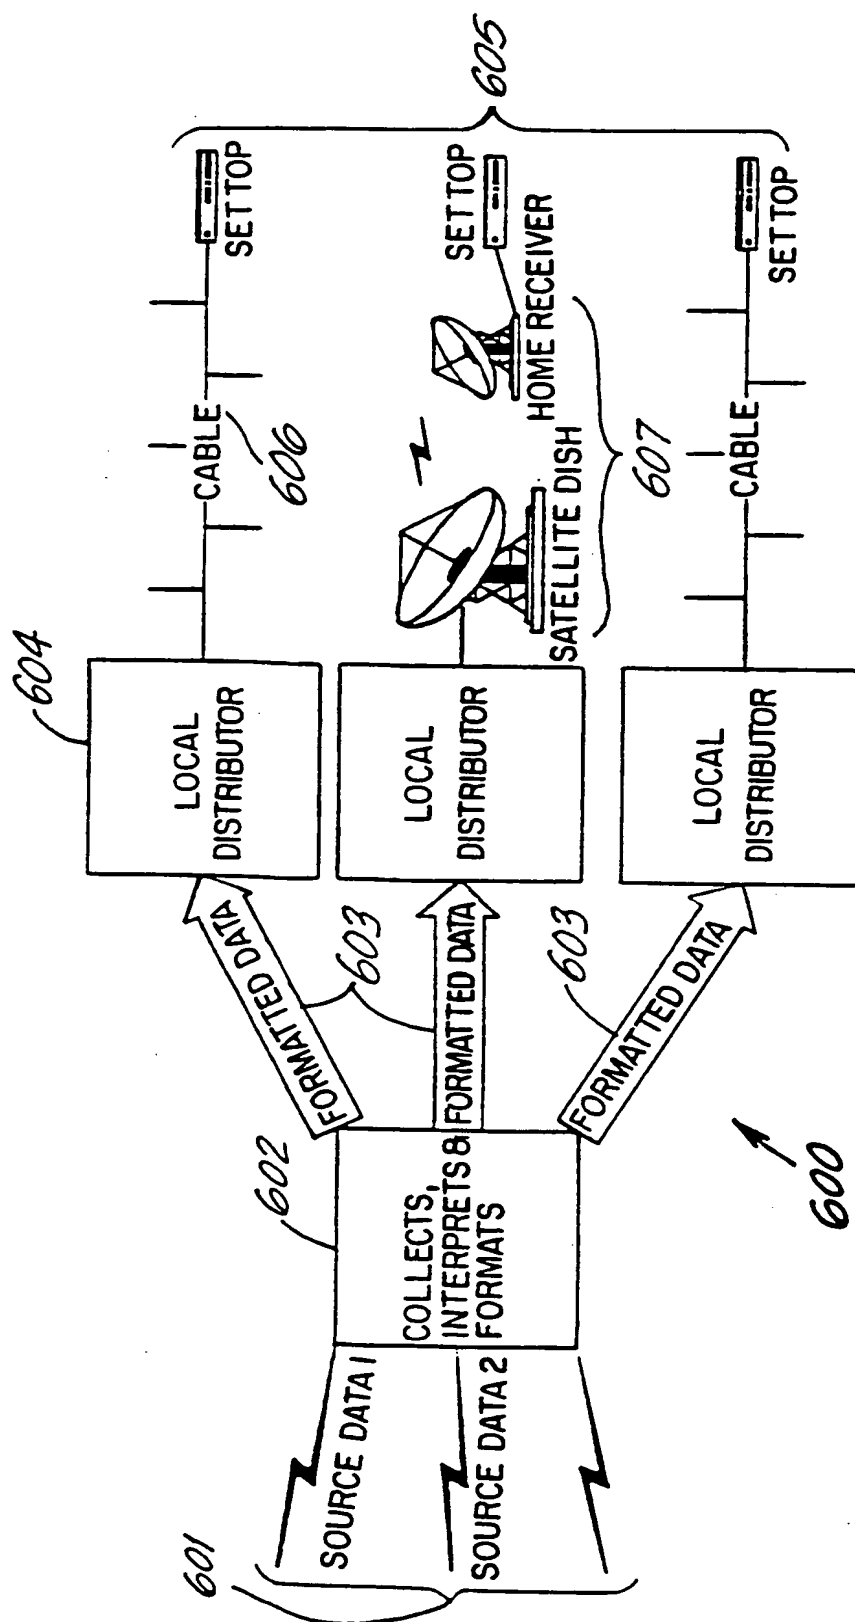 601
SOURCE DATA 1
SOURCE DATA 2
602
COLLECTS,
INTERPRETS &
FORMATS
FORMATTED DATA
603
FORMATTED DATA
603
FORMATTED DATA
604
LOCAL
DISTRIBUTOR
LOCAL
DISTRIBUTOR
LOCAL
DISTRIBUTOR
CABLE
606
SATELLITE DISH
HOME RECEIVER
607
CABLE
SET TOP
SET TOP
SET TOP
605
600